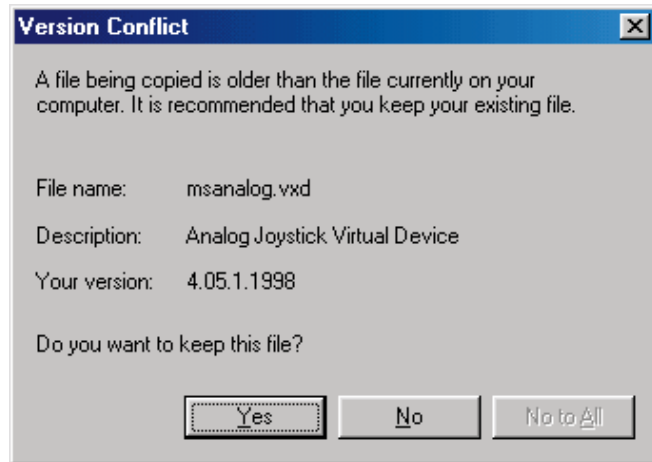 Version Conflict
A file being copied is older than the file currently on your
computer. It is recommended that you keep your existing file.
File name: msanalog.vxd
Description: Analog Joystick Virtual Device
Your version: 4.05.1.1998
Do you want to keep this file?
Yes No No to All